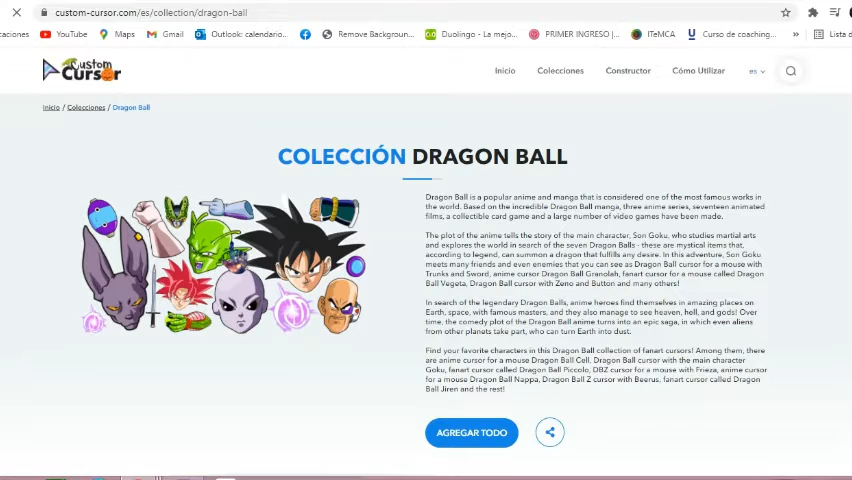 custom-cursor.com/es/collection/dragon-ball
caciones YouTube Maps Gmail Outlook: calendario... Remove Backgroun... Duolingo - La mejo... PRIMER INGRESO |... ITeMCA Curso de coaching... » Lista d
Custom
Cursor
Inicio Colecciones Constructor Cómo Utilizar es
Inicio / Colecciones / Dragon Ball
COLECCIÓN DRAGON BALL
Dragon Ball is a popular anime and manga that is considered one of the most famous works in
the world. Based on the incredible Dragon Ball manga, three anime series, seventeen animated
films, a collectible card game and a large number of video games have been made.
The plot of the anime tells the story of the main character, Son Goku, who studies martial arts
and explores the world in search of the seven Dragon Balls - these are mystical items that,
according to legend, can summon a dragon that fulfills any desire. In this adventure, Son Goku
meets many friends and even enemies that you can see as Dragon Ball cursor for a mouse with
Trunks and Sword, anime cursor Dragon Ball Granolah, fanart cursor for a mouse called Dragon
Ball Vegeta, Dragon Ball cursor with Zeno and Button and many others!
In search of the legendary Dragon Balls, anime heroes find themselves in amazing places on
Earth, space, with famous masters, and they also manage to see heaven, hell, and gods! Over
time, the comedy plot of the Dragon Ball anime turns into an epic saga, in which even aliens
from other planets take part, who can turn Earth into dust.
Find your favorite characters in this Dragon Ball collection of fanart cursors! Among them, there
are anime cursor for a mouse Dragon Ball Cell, Dragon Ball cursor with the main character
Goku, fanart cursor called Dragon Ball Piccolo, DBZ cursor for a mouse with Frieza, anime cursor
for a mouse Dragon Ball Nappa, Dragon Ball Z cursor with Beerus, fanart cursor called Dragon
Ball Jiren and the rest!
AGREGAR TODO